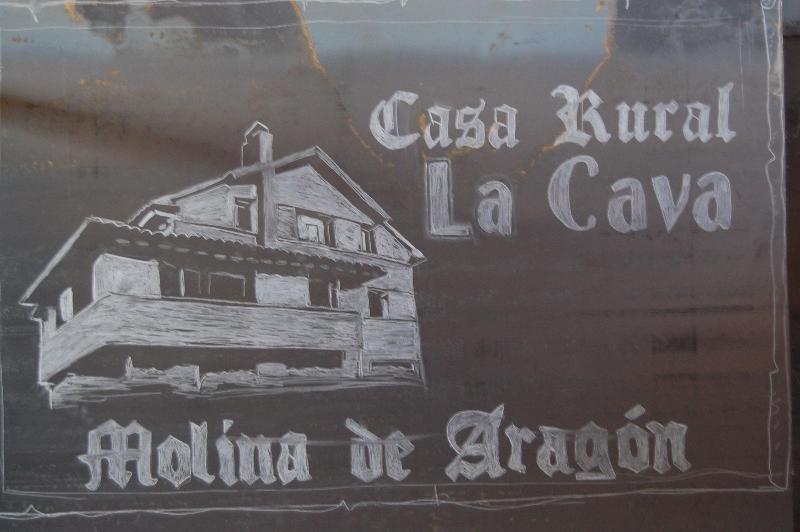 Casa Rural
La Cava
Molina de Aragón